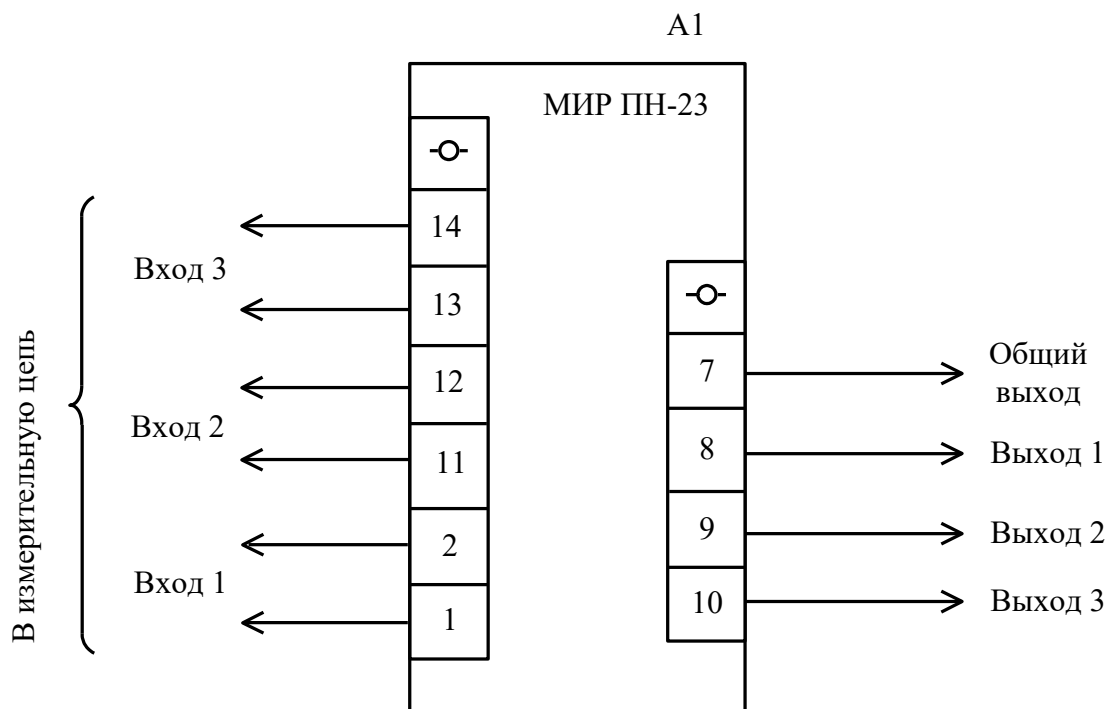 А1
МИР ПН-23
В измерительную цепь
Вход 3
Вход 2
Вход 1
14
13
12
11
2
1
7
8
9
10
Общий
выход
Выход 1
Выход 2
Выход 3